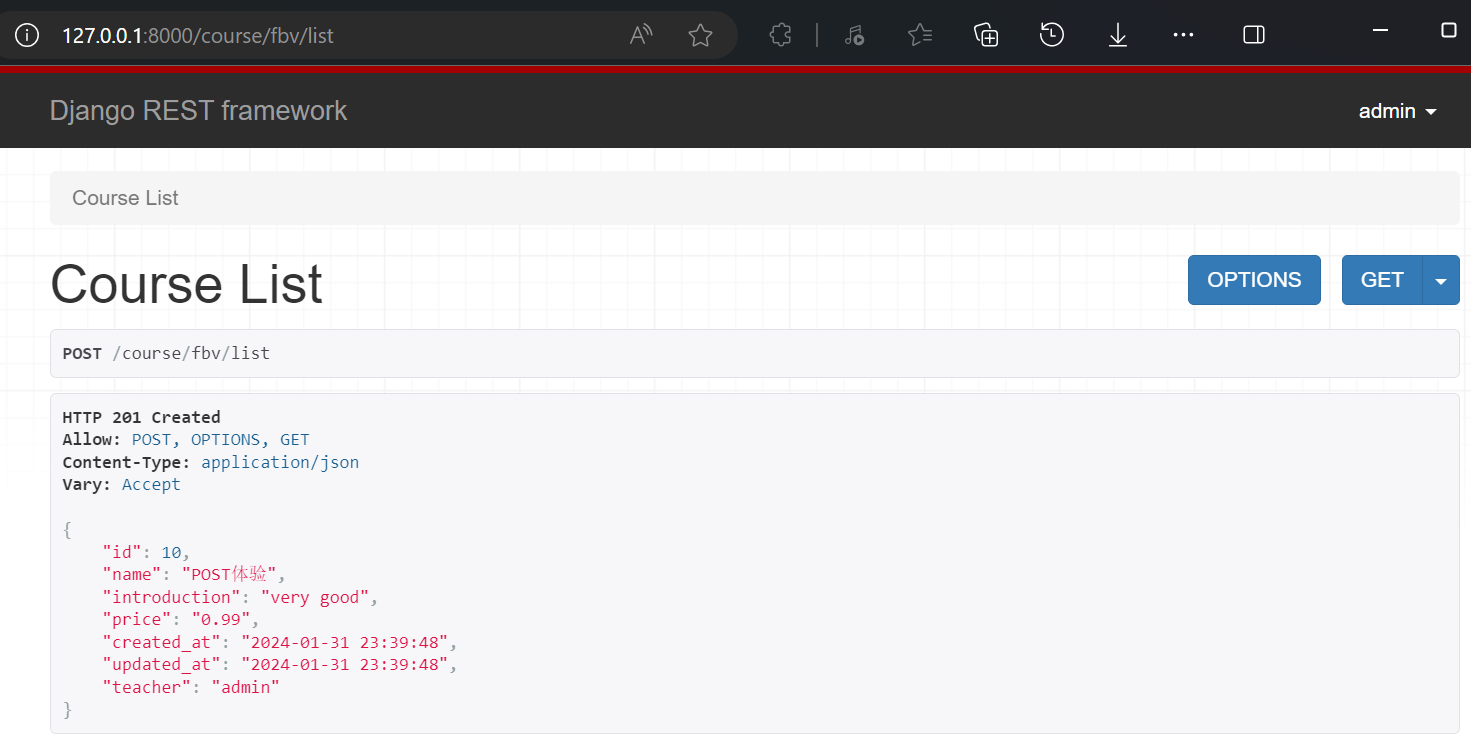 127.0.0.1:8000/course/fbv/list
Django REST framework
admin
Course List
Course List
OPTIONS
GET
POST /course/fbv/list
HTTP 201 Created
Allow: POST, OPTIONS, GET
Content-Type: application/json
Vary: Accept
{
    "id": 10,
    "name": "POST体验",
    "introduction": "very good",
    "price": "0.99",
    "created_at": "2024-01-31 23:39:48",
    "updated_at": "2024-01-31 23:39:48",
    "teacher": "admin"
}